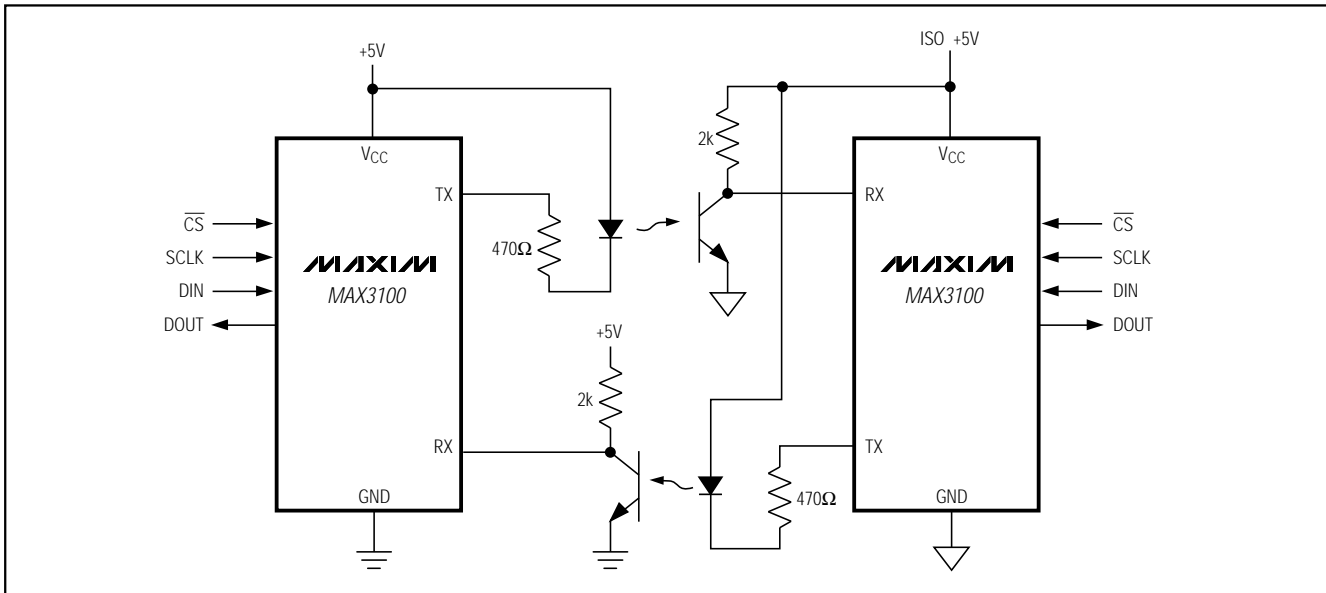 +5V
ISO +5V
VCC
TX
2k
VCC
RX
CS
SCLK
DIN
DOUT
470Ω
MAXIM
MAX3100
MAXIM
MAX3100
CS
SCLK
DIN
DOUT
+5V
2k
RX
TX
470Ω
GND
GND